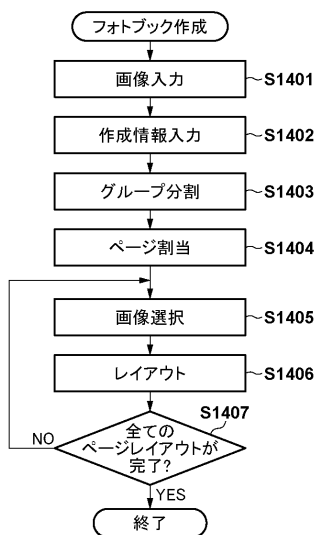 フォトブック作成
画像入力 S1401
作成情報入力 S1402
グループ分割 S1403
ページ割当 S1404
画像選択 S1405
レイアウト S1406
S1407
全ての
ページレイアウトが
完了?
NO
YES
終了